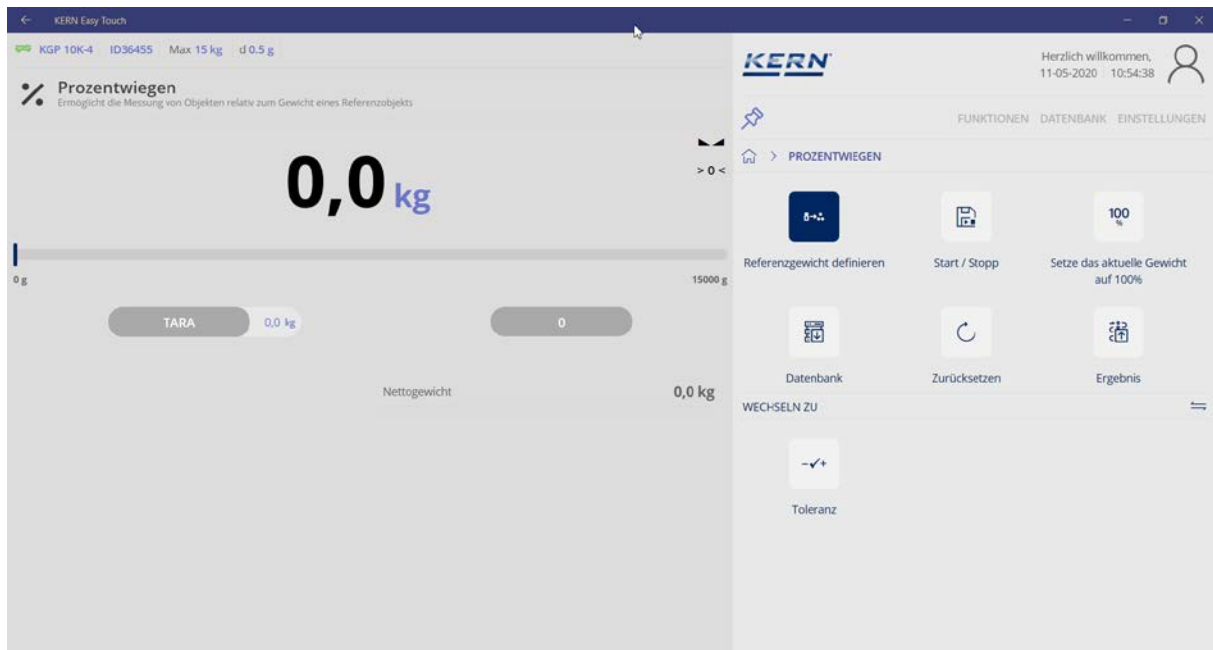 KERN Easy Touch
KGP 10K-4 ID36455 Max 15 kg d 0.5 g
Prozentwiegen
Ermöglicht die Messung von Objekten relativ zum Gewicht eines Referenzobjekts
0,0 kg
> 0 <
0 g 15000 g
TARA 0,0 kg 0
Nettogewicht 0,0 kg
KERN
Herzlich willkommen,
11-05-2020 10:54:38
FUNKTIONEN DATENBANK EINSTELLUNGEN
> PROZENTWIEGEN
100
%
Referenzgewicht definieren Start / Stopp Setze das aktuelle Gewicht
auf 100%
Datenbank Zurücksetzen Ergebnis
WECHSELN ZU
Toleranz